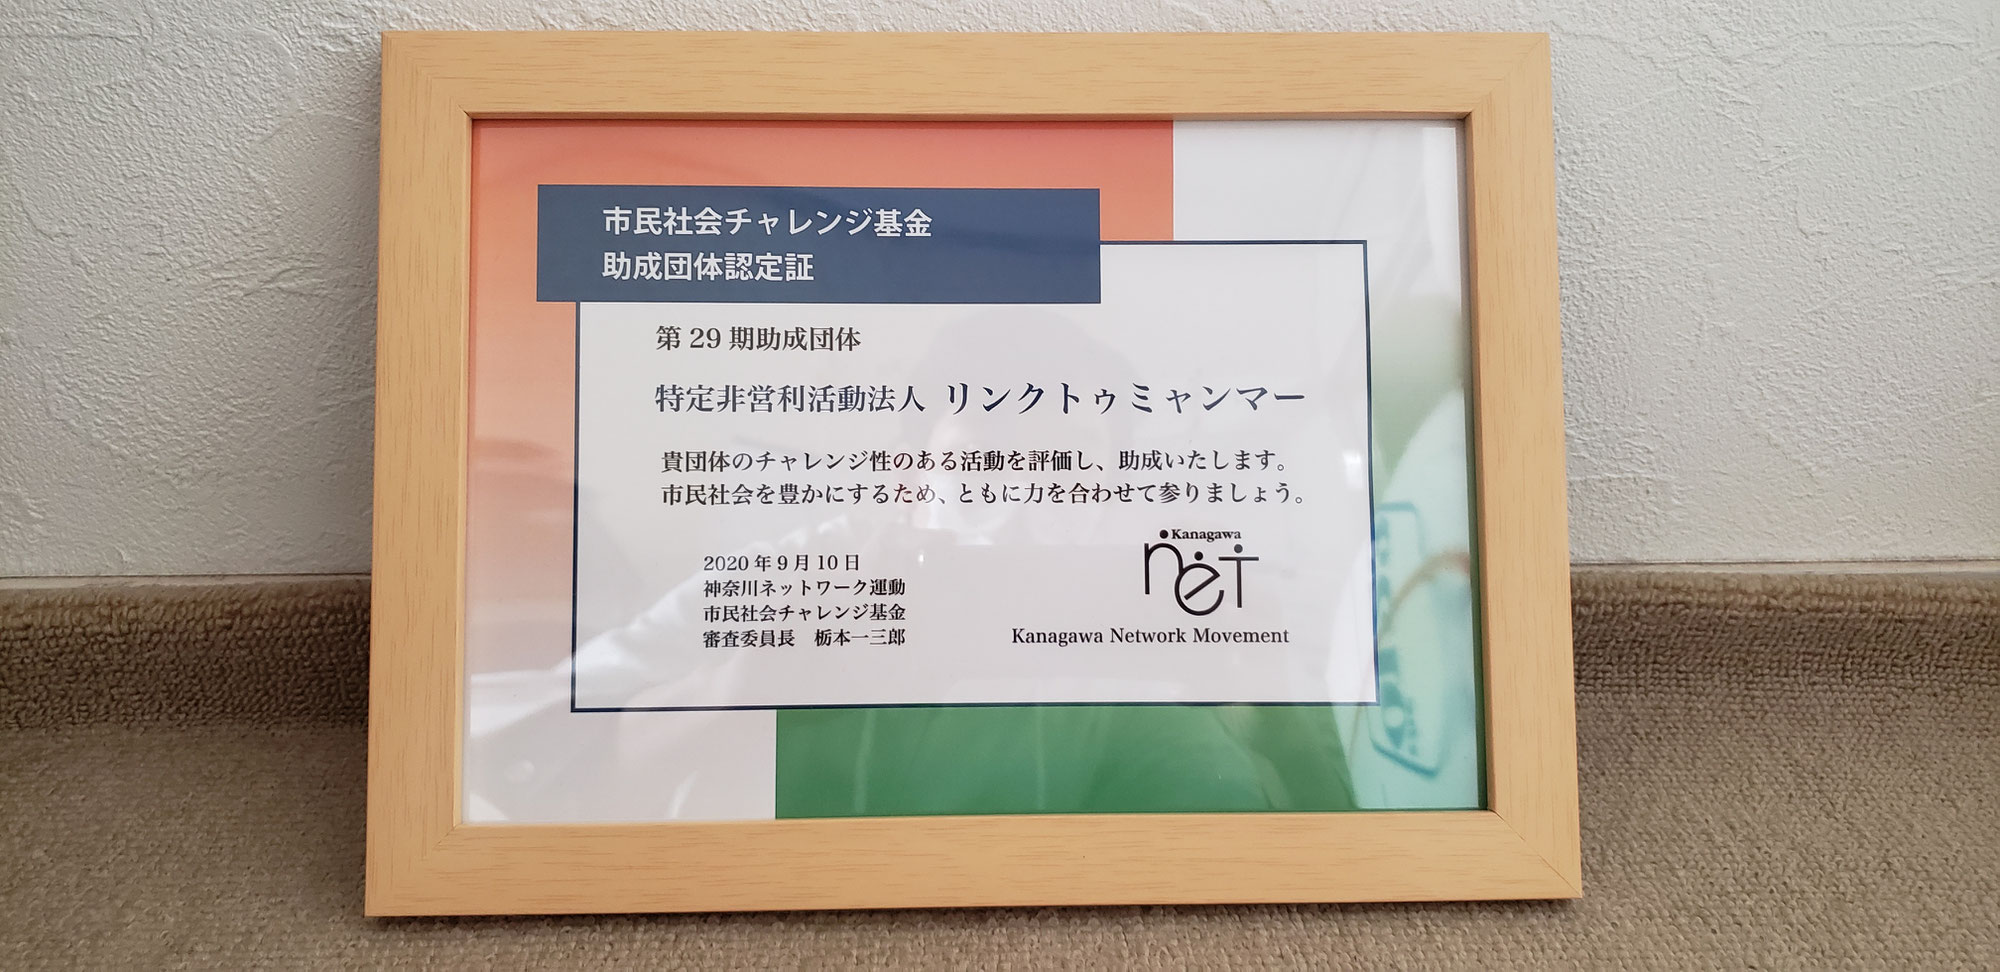 市民社会チャレンジ基金
助成団体認定証
第 29 期助成団体
特定非営利活動法人 リンクトゥミャンマー
貴団体のチャレンジ性のある活動を評価し、助成いたします。
市民社会を豊かにするため、ともに力を合わせて参りましょう。
2020 年 9 月 10 日
神奈川ネットワーク運動
市民社会チャレンジ基金
審査委員長　栃本一三郎
Kanagawa
net
Kanagawa Network Movement